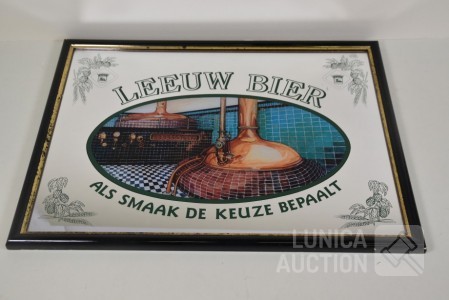 LEEUW BIER
ALS SMAAK DE KEUZE BEPAALT
LUNICA
AUCTION